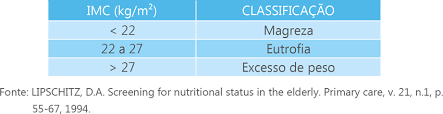 IMC (kg/m²) CLASSIFICAÇÃO
< 22 Magreza
22 a 27 Eutrofia
> 27 Excesso de peso
Fonte: LIPSCHITZ, D.A. Screening for nutritional status in the elderly. Primary care, v. 21, n.1, p.
55-67, 1994.